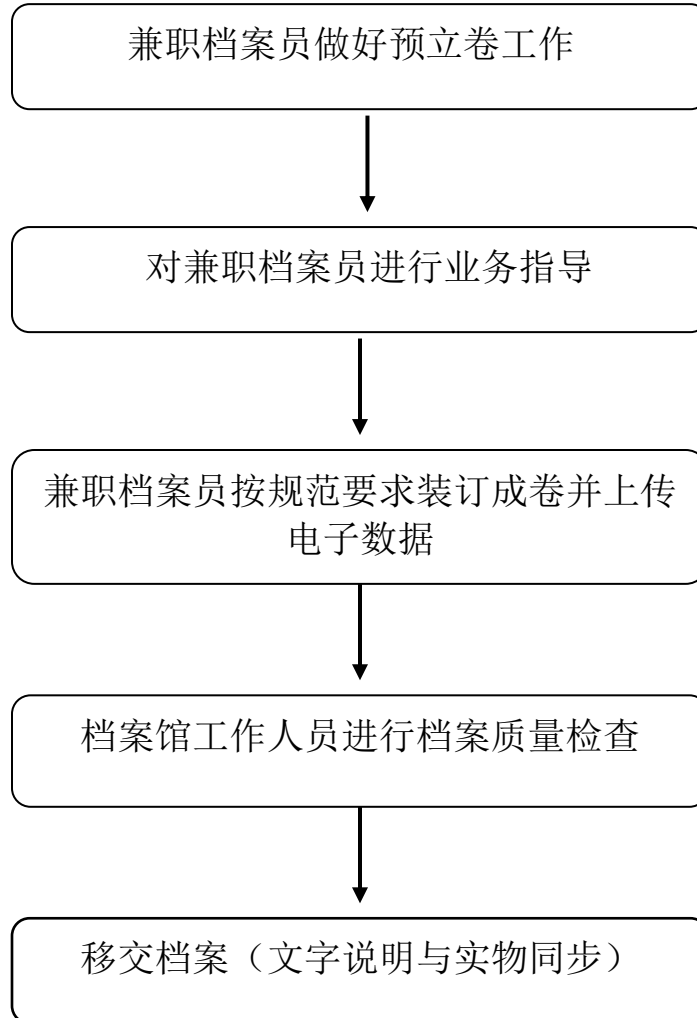 兼职档案员做好预立卷工作
对兼职档案员进行业务指导
兼职档案员按规范要求装订成卷并上传
电子数据
档案馆工作人员进行档案质量检查
移交档案（文字说明与实物同步）